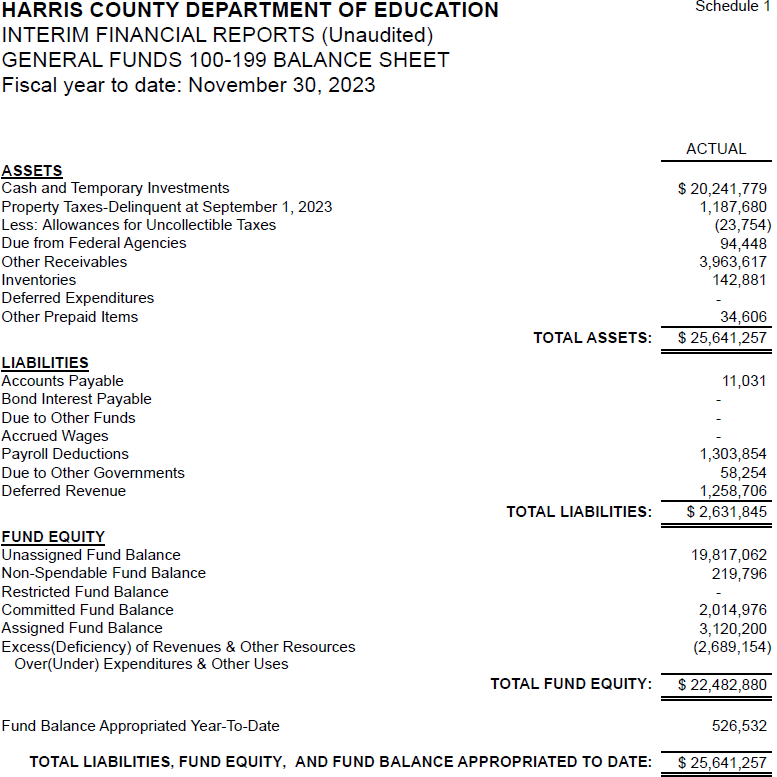 HARRIS COUNTY DEPARTMENT OF EDUCATION Schedule 1
INTERIM FINANCIAL REPORTS (Unaudited)
GENERAL FUNDS 100-199 BALANCE SHEET
Fiscal year to date: November 30, 2023
ACTUAL
ASSETS
Cash and Temporary Investments $ 20,241,779
Property Taxes-Delinquent at September 1, 2023 1,187,680
Less: Allowances for Uncollectible Taxes (23,754)
Due from Federal Agencies 94,448
Other Receivables 3,963,617
Inventories 142,881
Deferred Expenditures -
Other Prepaid Items 34,606
TOTAL ASSETS: $ 25,641,257
LIABILITIES
Accounts Payable 11,031
Bond Interest Payable -
Due to Other Funds -
Accrued Wages -
Payroll Deductions 1,303,854
Due to Other Governments 58,254
Deferred Revenue 1,258,706
TOTAL LIABILITIES: $ 2,631,845
FUND EQUITY
Unassigned Fund Balance 19,817,062
Non-Spendable Fund Balance 219,796
Restricted Fund Balance -
Committed Fund Balance 2,014,976
Assigned Fund Balance 3,120,200
Excess(Deficiency) of Revenues & Other Resources (2,689,154)
Over(Under) Expenditures & Other Uses
TOTAL FUND EQUITY: $ 22,482,880
Fund Balance Appropriated Year-To-Date 526,532
TOTAL LIABILITIES, FUND EQUITY, AND FUND BALANCE APPROPRIATED TO DATE: $ 25,641,257